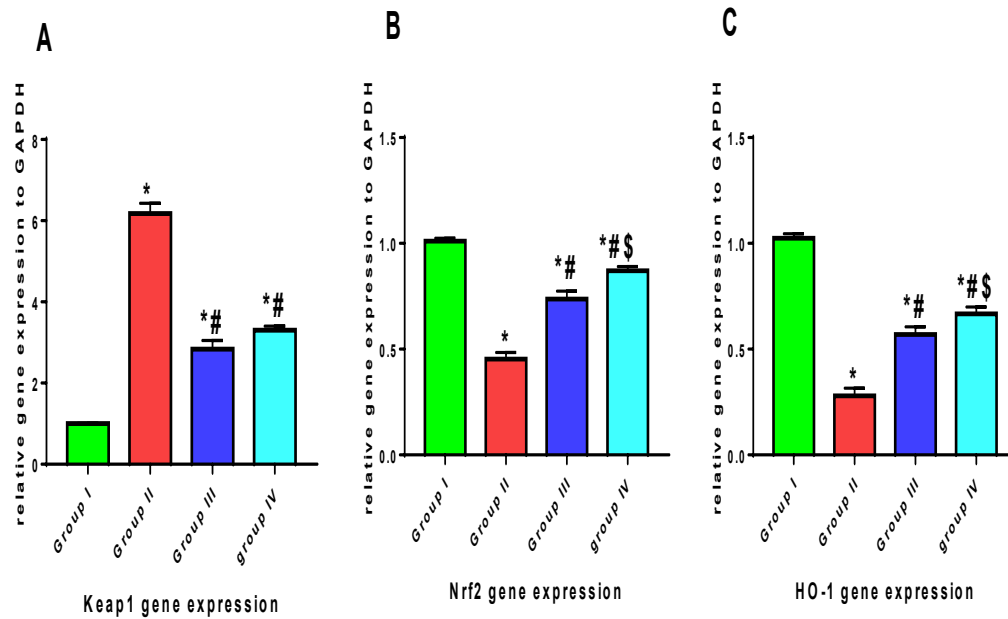 A
relative gene expression to GAPDH
8
6
4
2
0
*
*#
*#
Group I
Group II
Group III
group IV
Keap1 gene expression
B
relative gene expression to GAPDH
1.5
1.0
0.5
0.0
*
*#
*#$
Group I
Group II
Group III
group IV
Nrf2 gene expression
C
relative gene expression to GAPDH
1.5
1.0
0.5
0.0
*
*#
*#$
Group I
Group II
Group III
group IV
HO-1 gene expression